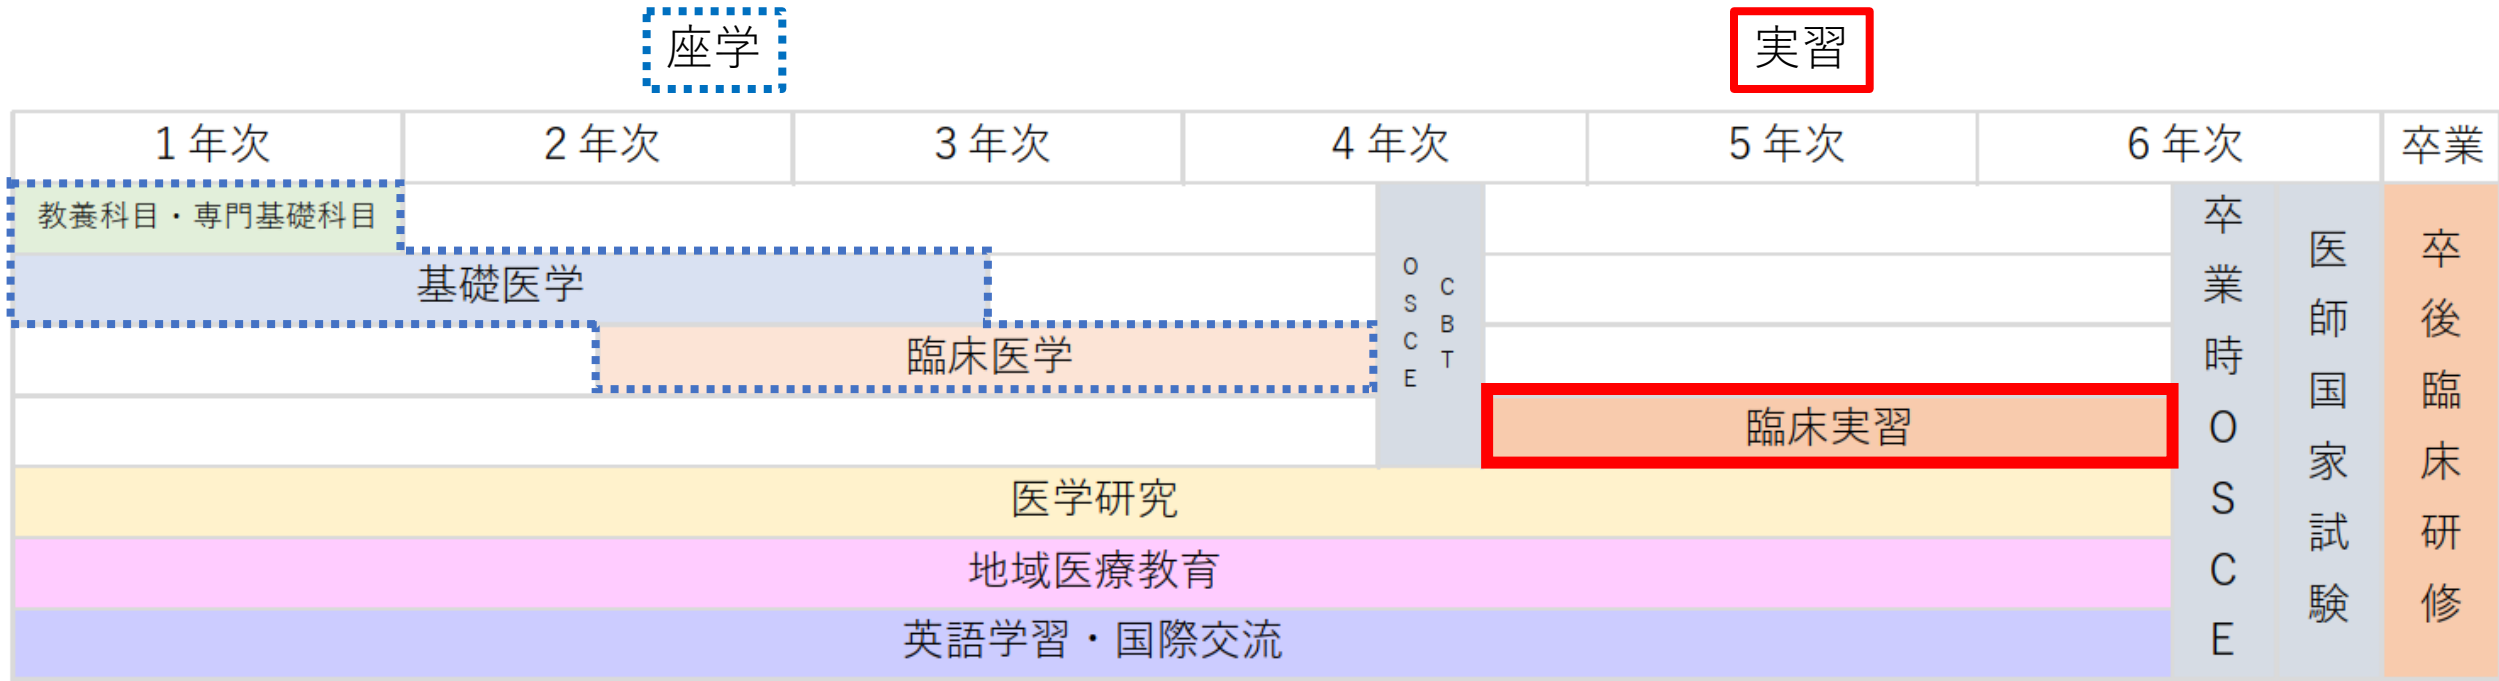 座学
実習
1年次
2年次
3年次
4年次
5年次
6年次
卒業
教養科目・専門基礎科目
基礎医学
臨床医学
OSCE
CBT
臨床実習
医学研究
地域医療教育
英語学習・国際交流
卒業時OSCE
医師国家試験
卒後臨床研修